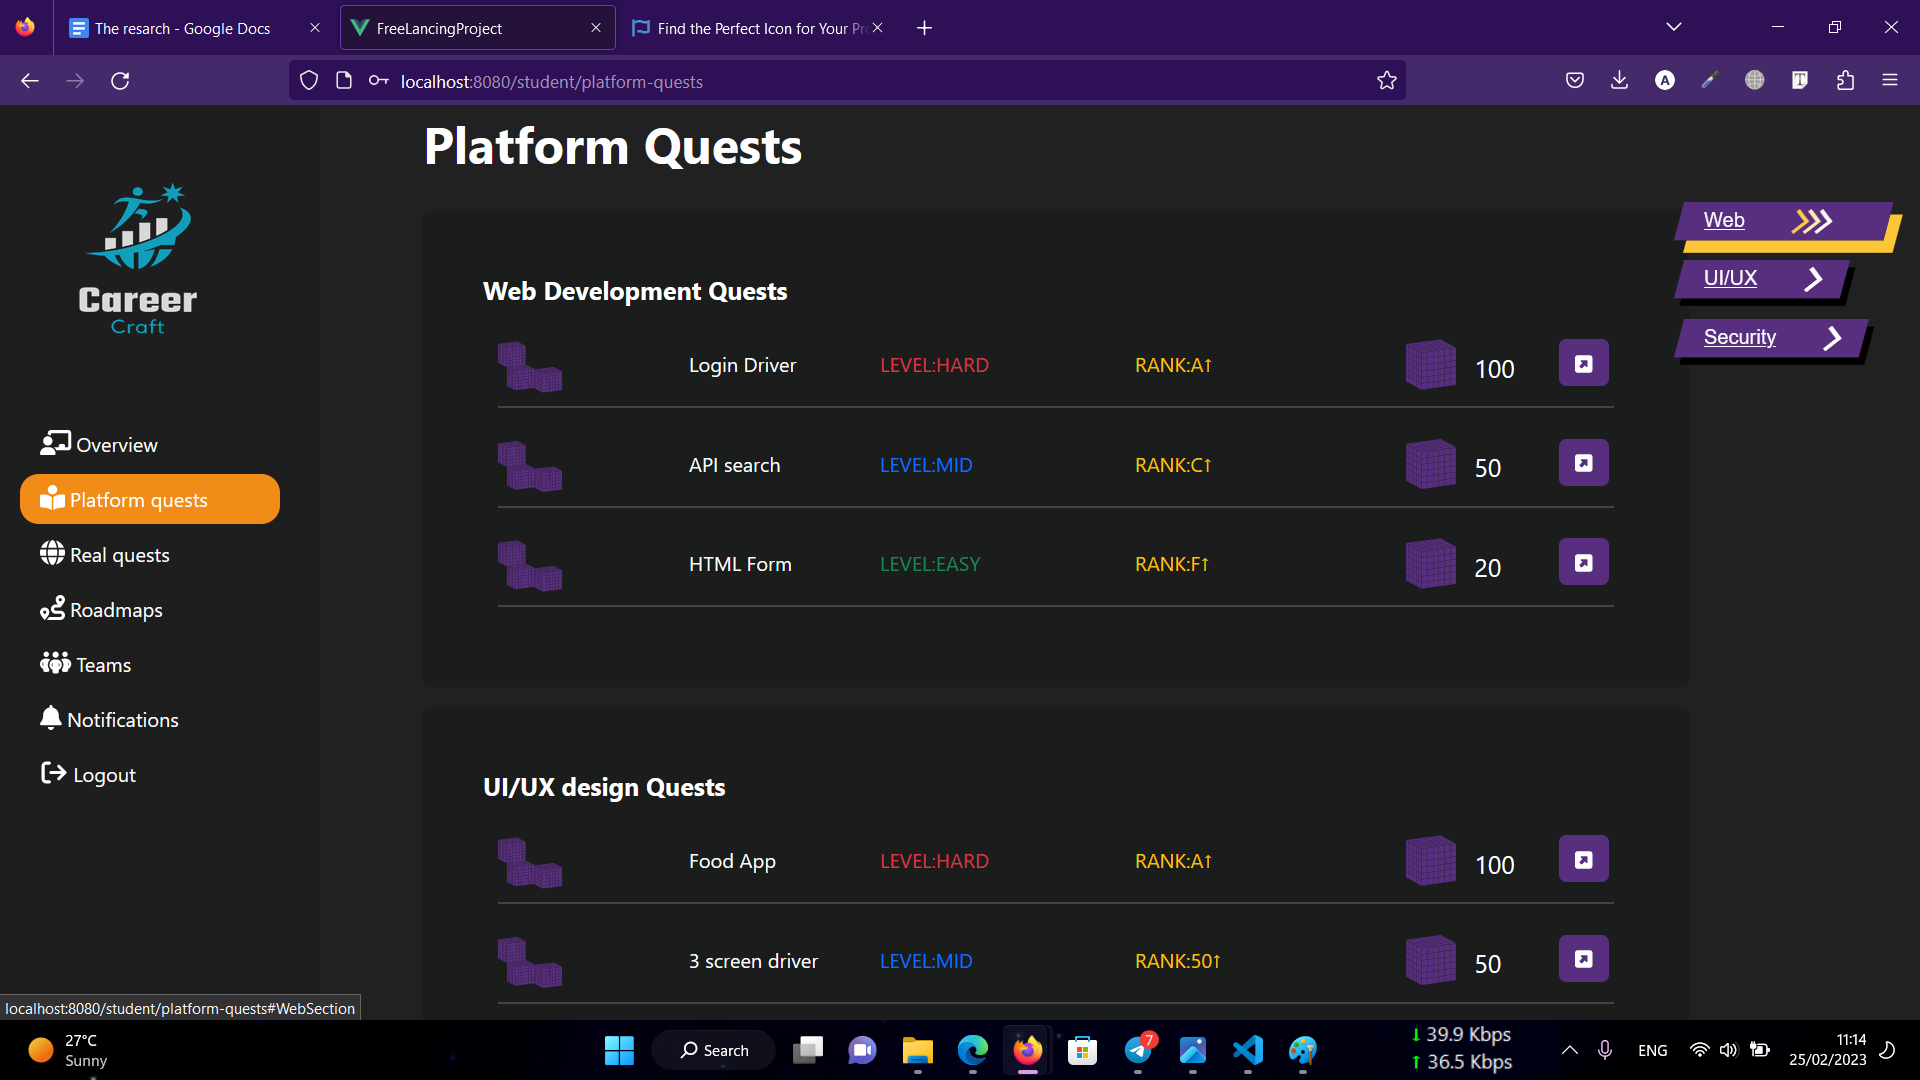 The resarch - Google Docs
FreeLancingProject
Find the Perfect Icon for Your Pr
localhost:8080/student/platform-quests
Career
Craft
Overview
Platform quests
Real quests
Roadmaps
Teams
Notifications
Logout
Platform Quests
Web
UI/UX
Security
Web Development Quests
Login Driver LEVEL:HARD RANK:A↑ 100
API search LEVEL:MID RANK:C↑ 50
HTML Form LEVEL:EASY RANK:F↑ 20
UI/UX design Quests
Food App LEVEL:HARD RANK:A↑ 100
3 screen driver LEVEL:MID RANK:50↑ 50
localhost:8080/student/platform-quests#WebSection
27°C
Sunny
Search
7
↓ 39.9 Kbps
↑ 36.5 Kbps
ENG
11:14
25/02/2023